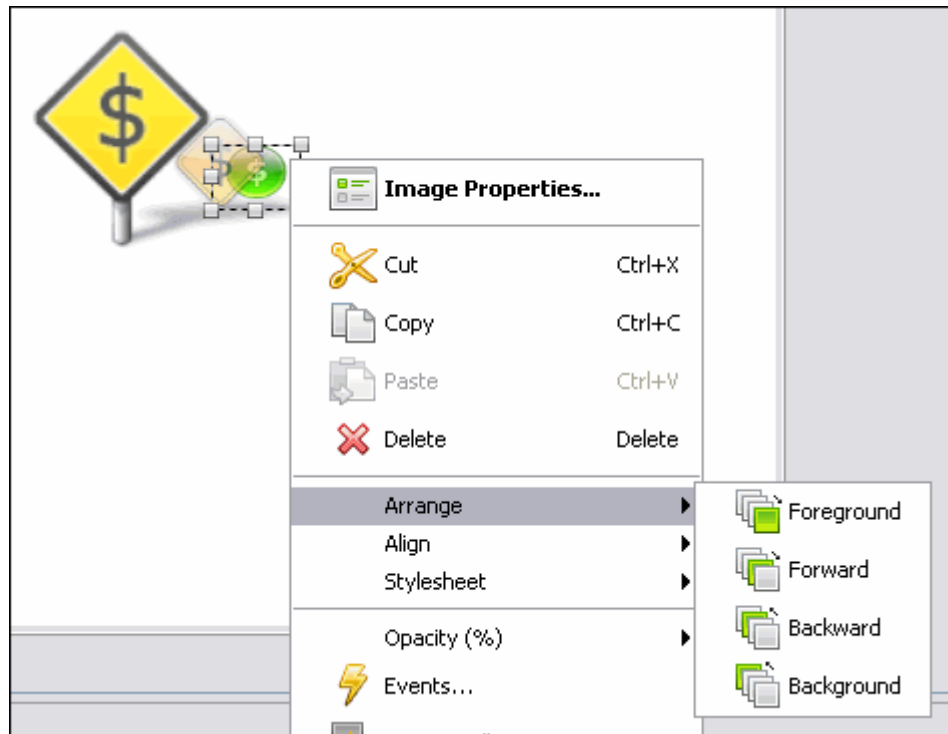 $
$
$
Image Properties...
Cut Ctrl+X
Copy Ctrl+C
Paste Ctrl+V
Delete Delete
Arrange
Foreground
Align
Forward
Stylesheet
Backward
Opacity (%)
Events...
Background